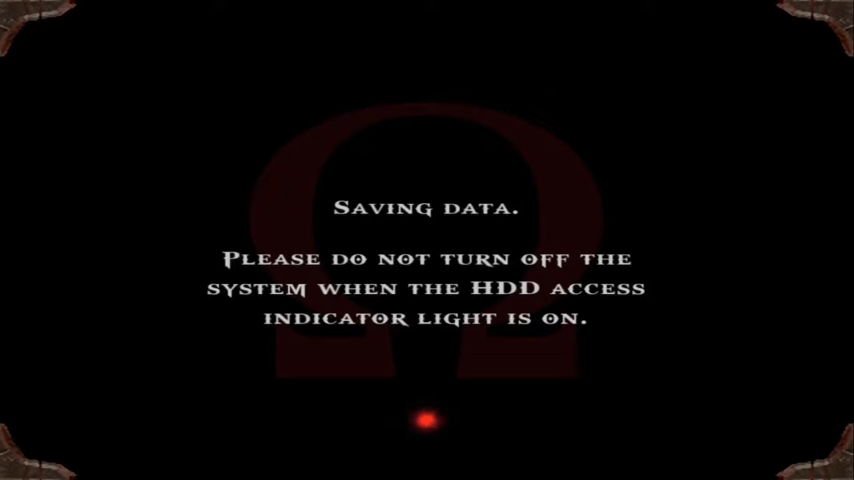 Saving data.
Please do not turn off the
system when the HDD access
indicator light is on.